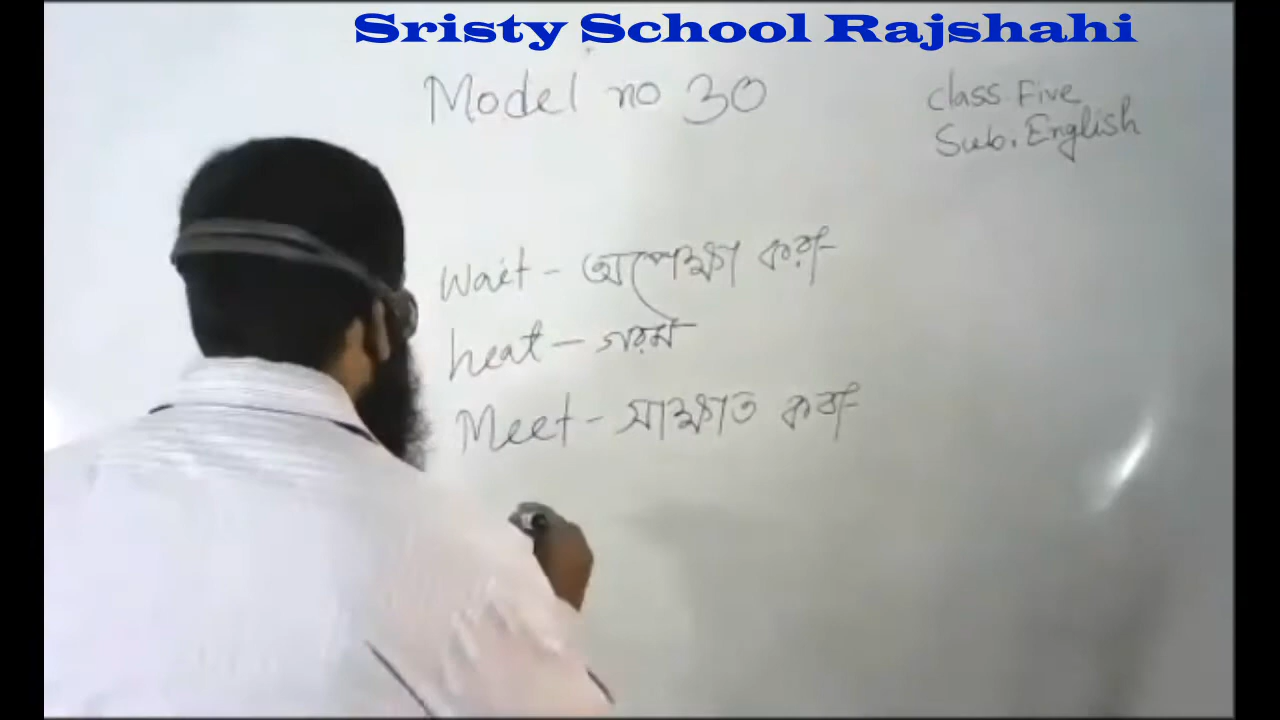 Sristy School Rajshahi
Model no 30
Class Five
Sub. English
Wait - অপেক্ষা করা
heat - গরম
Meet - সাক্ষাত করা